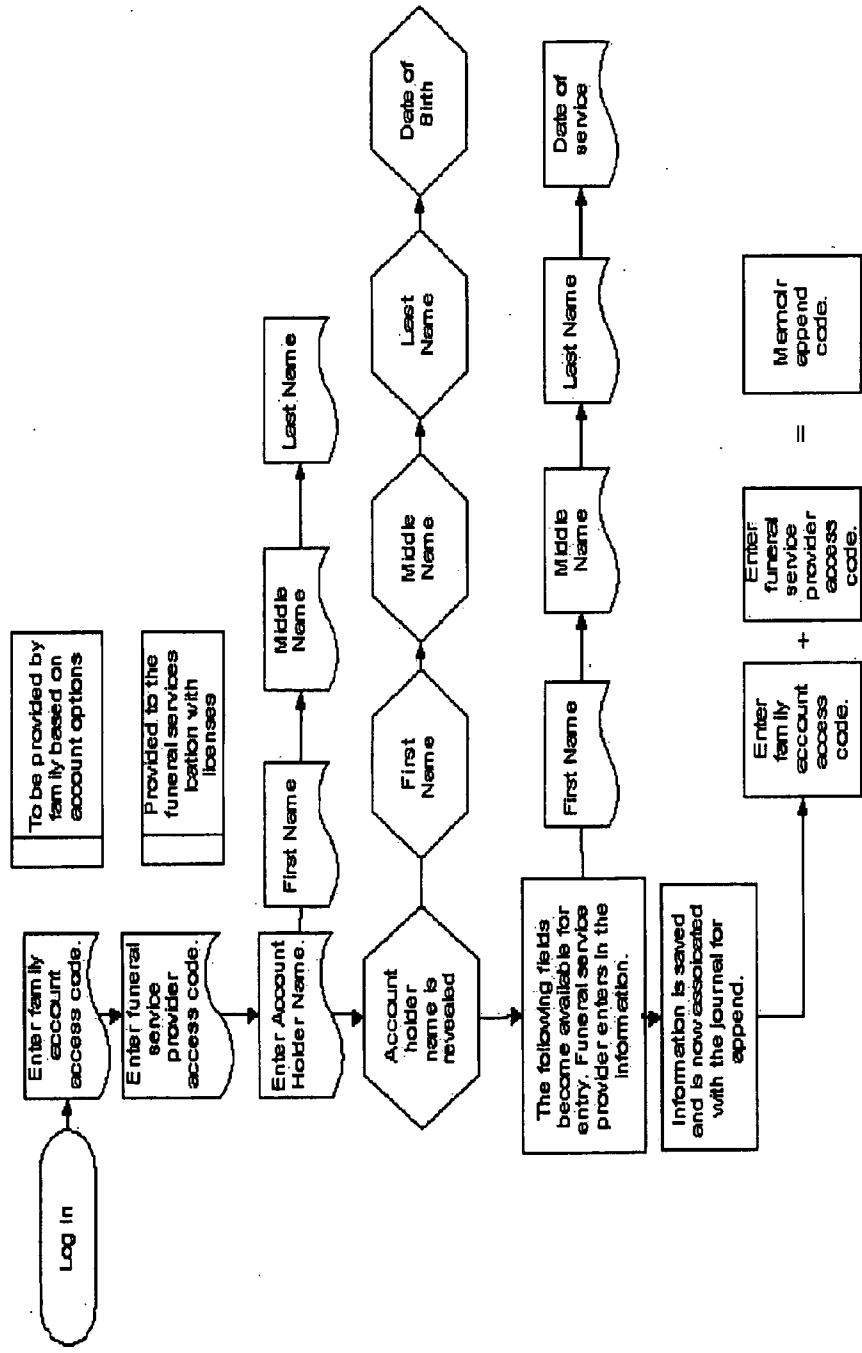 Log In
Enter family
account
access code.
To be provided by
family based on
account options
Enter funeral
service
provider
access code.
Provided to the
funeral services
lcation with
licenses
Enter Account
Holder Name.
First Name
Middle
Name
Last Name
Account
holder
name is
revealed
First
Name
Middle
Name
Last
Name
Date of
Birth
The following fields
become available for
entry. Funeral service
provider enters in the
information.
First Name
Middle
Name
Last Name
Date of
service
Information is saved
and is now assoicated
with the journal for
append.
Enter
family
account
access
code.
+
Enter
funeral
service
provider
access
code.
=
Memoir
append
code.